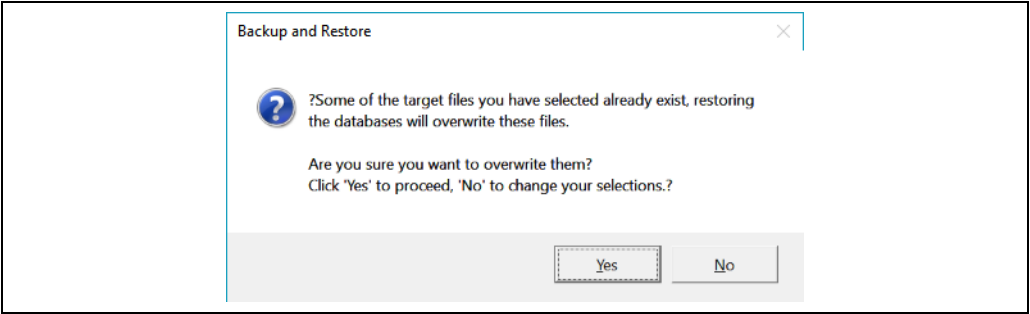 Backup and Restore
?Some of the target files you have selected already exist, restoring
the databases will overwrite these files.
Are you sure you want to overwrite them?
Click 'Yes' to proceed, 'No' to change your selections.?
Yes
No